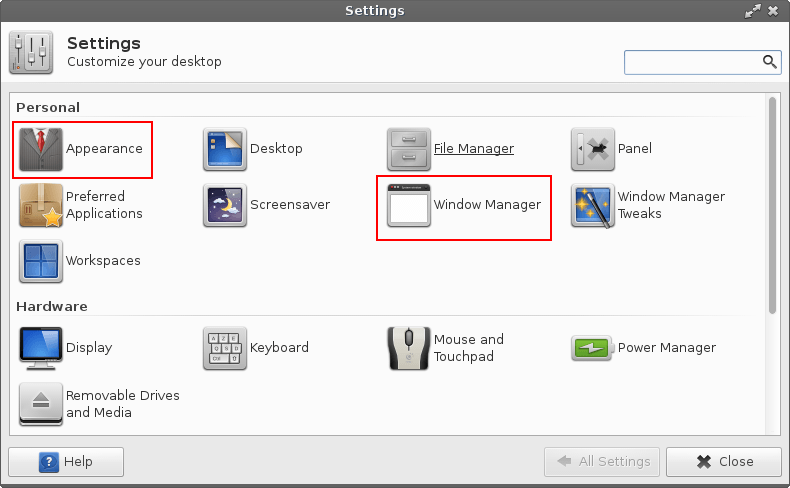 Settings
Settings
Customize your desktop
Personal
Appearance
Desktop
File Manager
Panel
Preferred
Applications
Screensaver
Window Manager
Window Manager
Tweaks
Workspaces
Hardware
Display
Keyboard
Mouse and
Touchpad
Power Manager
Removable Drives
and Media
Help
All Settings
Close